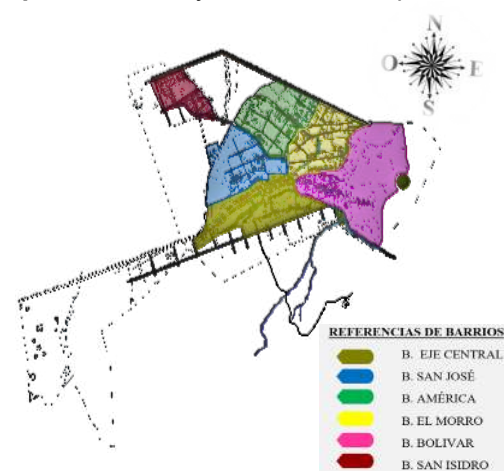 N
O E
S
REFERENCIAS DE BARRIOS
B. EJE CENTRAL
B. SAN JOSÉ
B. AMÉRICA
B. EL MORRO
B. BOLIVAR
B. SAN ISIDRO